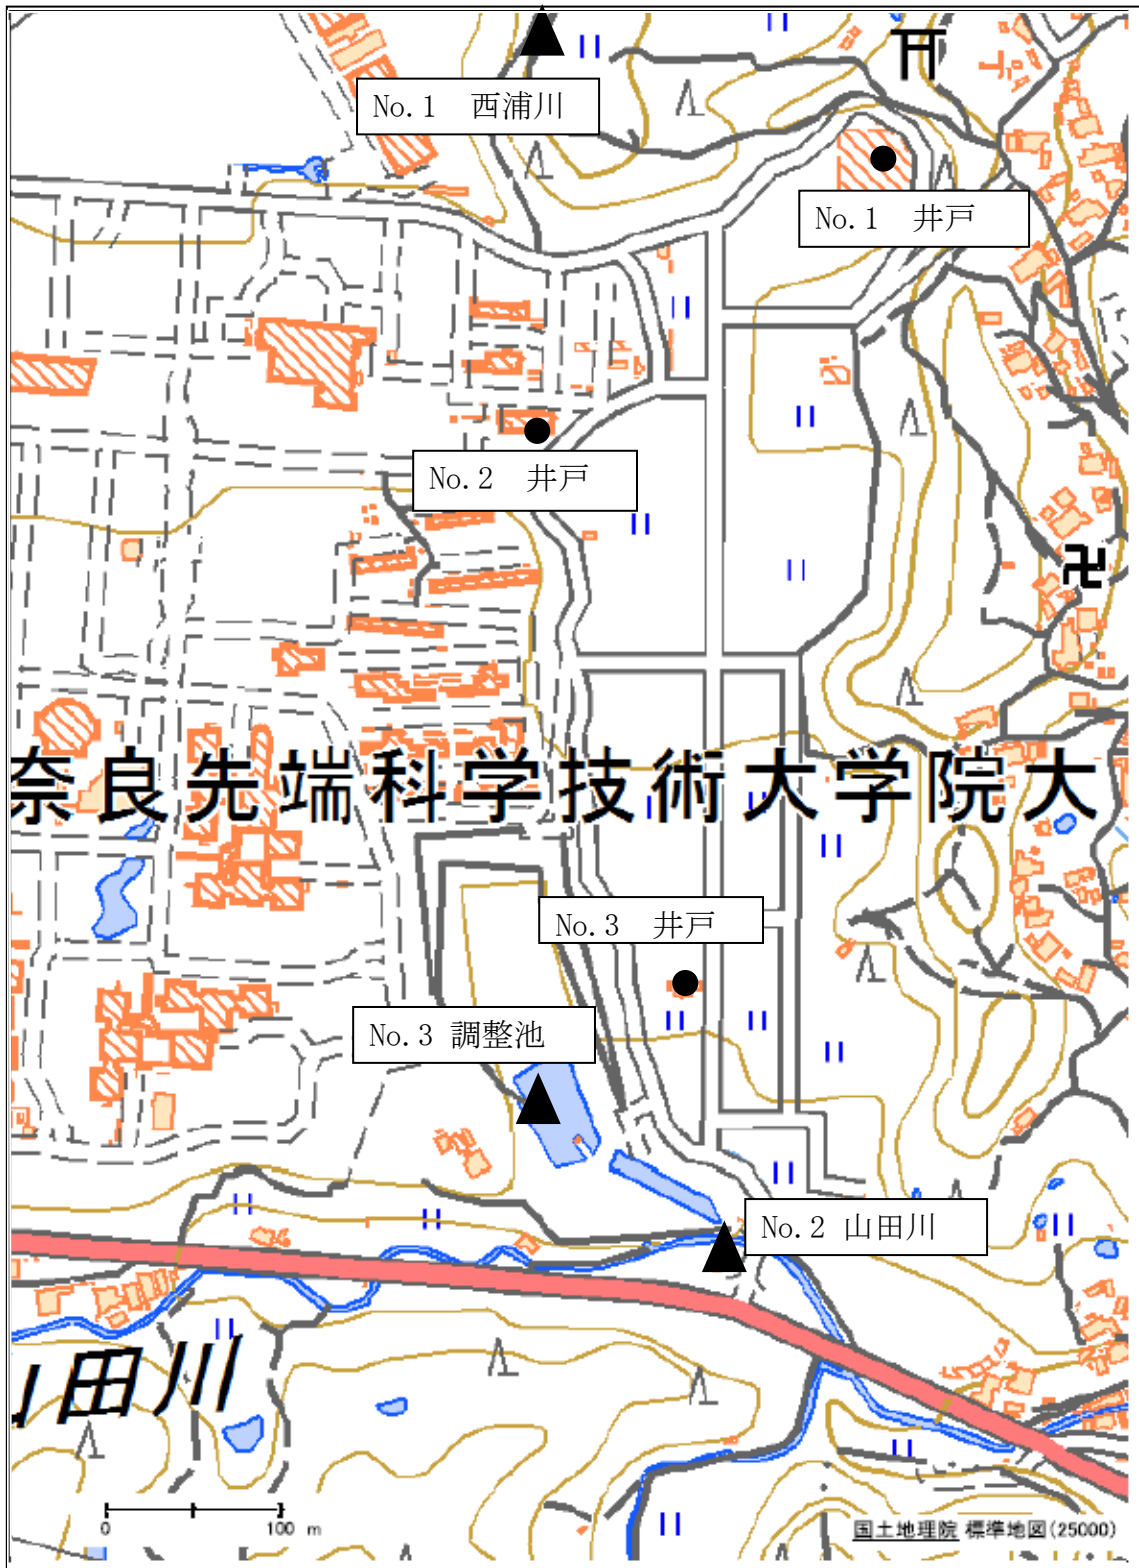 No.1 西浦川
No.1 井戸
No.2 井戸
奈良先端科学技術大学院大
No.3 井戸
No.3 調整池
No.2 山田川
山田川
0 100 m
国土地理院 標準地図(25000)